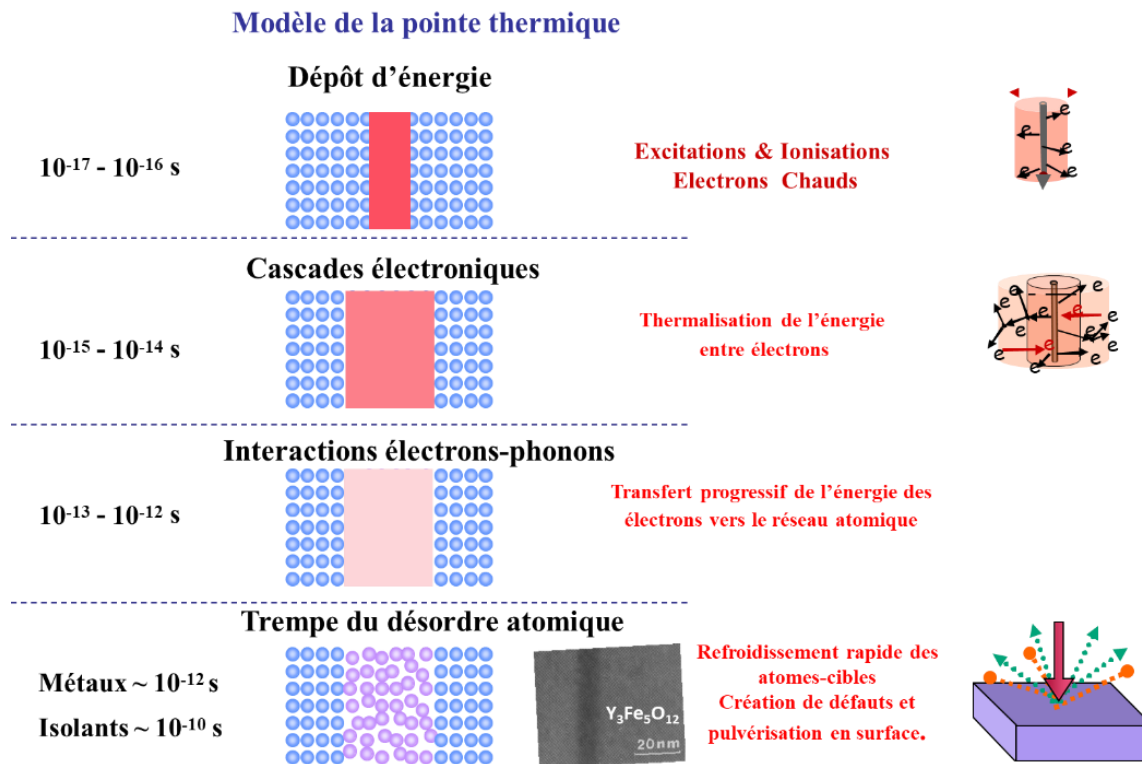 Modèle de la pointe thermique
Dépôt d'énergie
10⁻¹⁷ - 10⁻¹⁶ s
Excitations & Ionisations
Electrons Chauds
e
e
e
e
e
e
Cascades électroniques
10⁻¹⁵ - 10⁻¹⁴ s
Thermalisation de l'énergie
entre électrons
e
e
e
e
e
e
e
e
e
e
e
e
e
Interactions électrons-phonons
10⁻¹³ - 10⁻¹² s
Transfert progressif de l'énergie des
électrons vers le réseau atomique
Trempe du désordre atomique
Métaux ~ 10⁻¹² s
Isolants ~ 10⁻¹⁰ s
Y₃Fe₅O₁₂
20nm
Refroidissement rapide des
atomes-cibles
Création de défauts et
pulvérisation en surface.